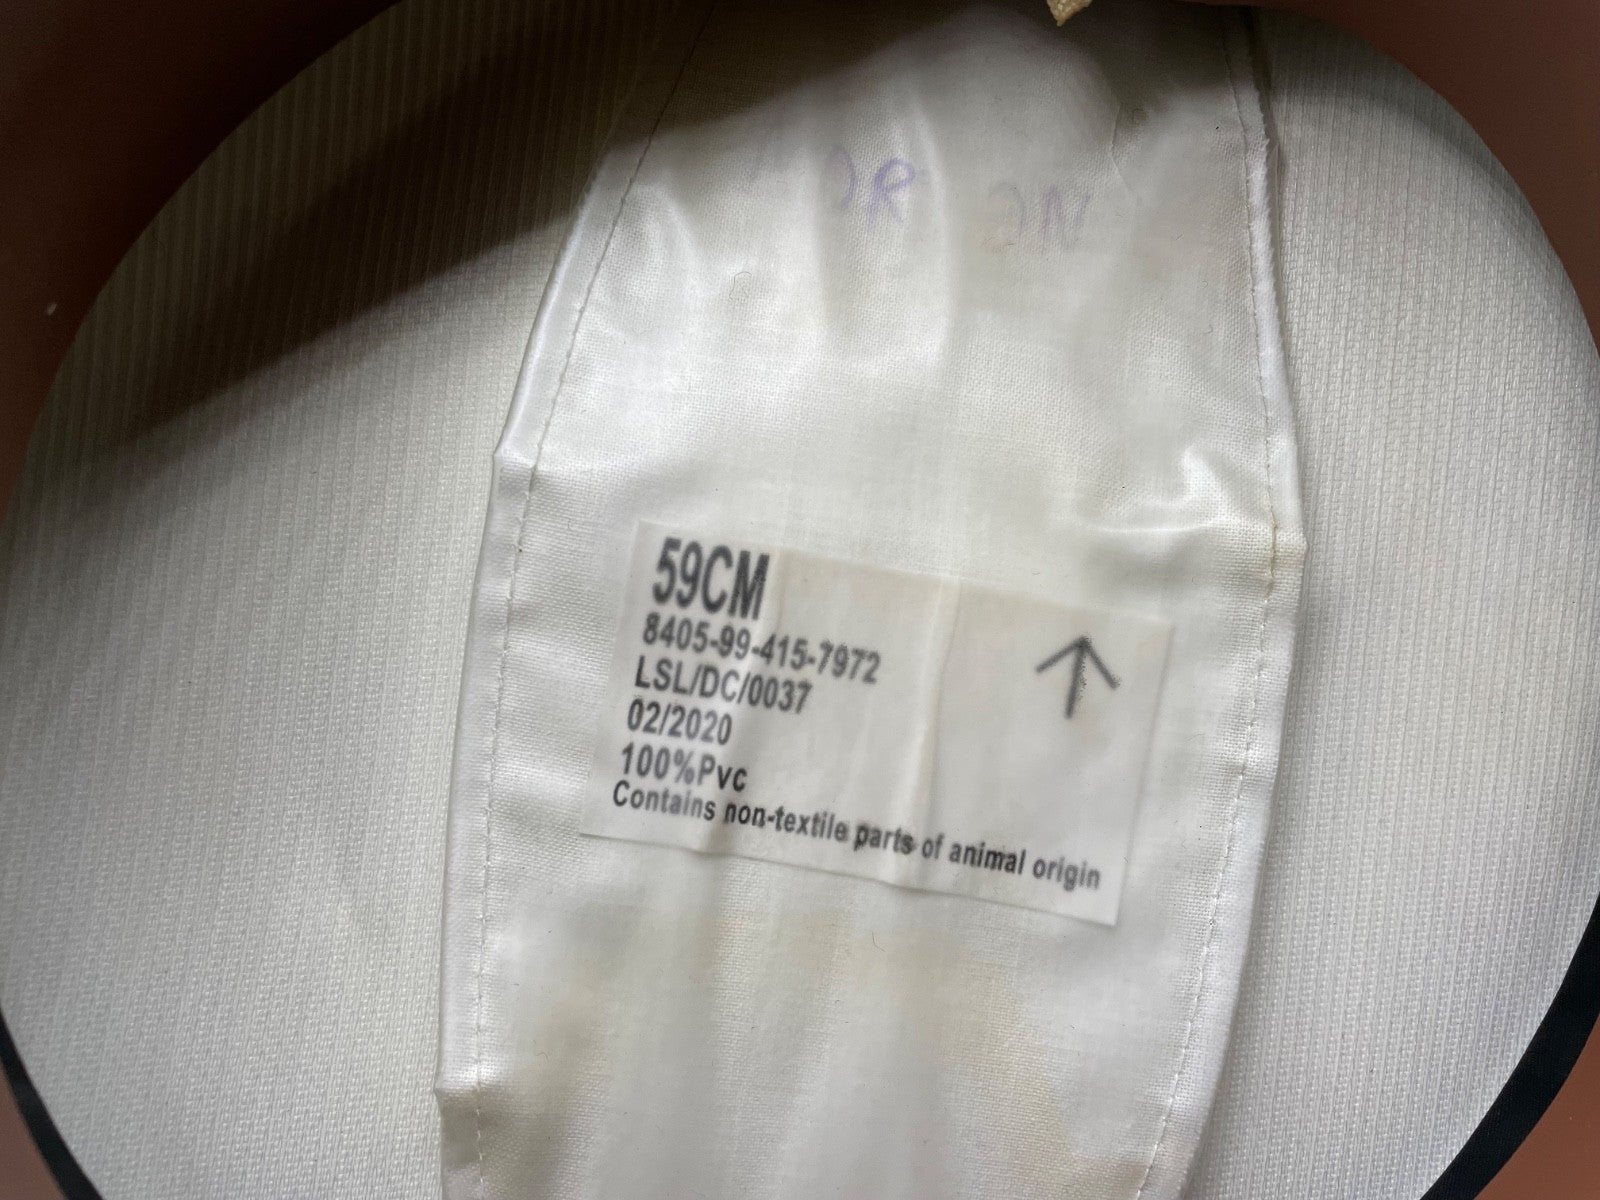 59CM
8405-99-415-7972
LSL/DC/0037
02/2020
100%Pvc
Contains non-textile parts of animal origin